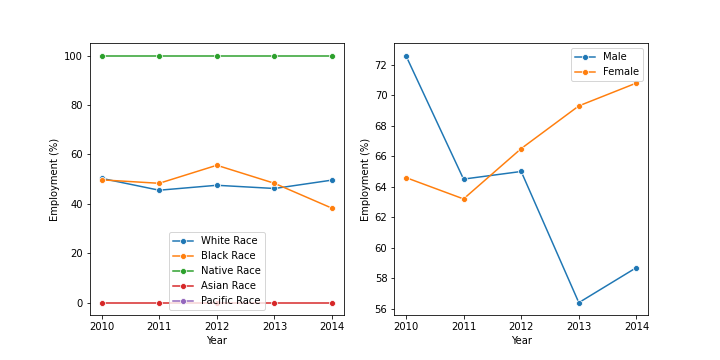 100
80
60
40
20
0
Employment (%)
2010 2011 2012 2013 2014
Year
White Race
Black Race
Native Race
Asian Race
Pacific Race
72
70
68
66
64
62
60
58
56
Employment (%)
2010 2011 2012 2013 2014
Year
Male
Female